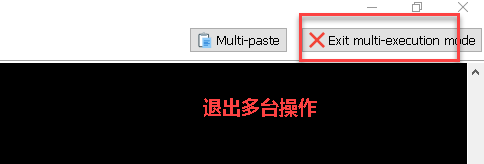 Multi-paste
Exit multi-execution mode
退出多台操作